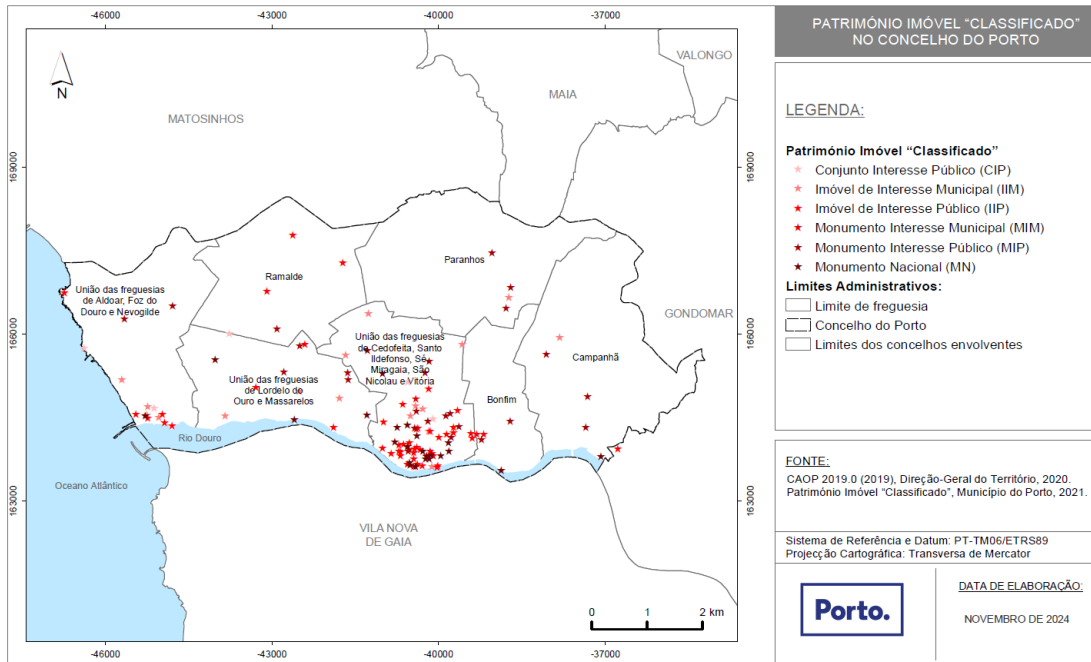 -46000
-43000
-40000
-37000
169000
166000
163000
169000
166000
163000
N
MATOSINHOS
MAIA
VALONGO
GONDOMAR
VILA NOVA
DE GAIA
Oceano Atlântico
Rio Douro
União das freguesias
de Aldoar, Foz do
Douro e Nevogilde
Ramalde
Paranhos
União das freguesias
de Cedofeita, Santo
Ildefonso, Sé,
Miragaia, São
Nicolau e Vitória
União das freguesias
de Lordelo do
Ouro e Massarelos
Bonfim
Campanhã
0 1 2 km
-46000
-43000
-40000
-37000
PATRIMÓNIO IMÓVEL “CLASSIFICADO”
NO CONCELHO DO PORTO
LEGENDA:
Património Imóvel “Classificado”
Conjunto Interesse Público (CIP)
Imóvel de Interesse Municipal (IIM)
Imóvel de Interesse Público (IIP)
Monumento Interesse Municipal (MIM)
Monumento Interesse Público (MIP)
Monumento Nacional (MN)
Limites Administrativos:
Limite de freguesia
Concelho do Porto
Limites dos concelhos envolventes
FONTE:
CAOP 2019.0 (2019), Direção-Geral do Território, 2020.
Património Imóvel “Classificado”, Município do Porto, 2021.
Sistema de Referência e Datum: PT-TM06/ETRS89
Projecção Cartográfica: Transversa de Mercator
Porto.
DATA DE ELABORAÇÃO:
NOVEMBRO DE 2024